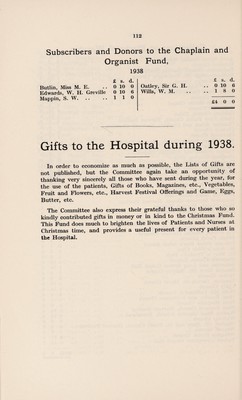 112
Subscribers and Donors to the Chaplain and
Organist Fund,
1938
£ s. d.
Butlin, Miss M. E. .. 0 10 0
Edwards, W. H. Greville 0 10 6
Mappin, S. W. .. .. 1 1 0
£ s. d.
Oatley, Sir G. H. .. 0 10 6
Wills, W. M. .. .. 1 8 0
£4 0 0
Gifts to the Hospital during 1938.
In order to economize as much as possible, the Lists of Gifts are
not published, but the Committee again take an opportunity of
thanking very sincerely all those who have sent during the year, for
the use of the patients, Gifts of Books, Magazines, etc., Vegetables,
Fruit and Flowers, etc., Harvest Festival Offerings and Game, Eggs,
Butter, etc.
The Committee also express their grateful thanks to those who so
kindly contributed gifts in money or in kind to the Christmas Fund.
This Fund does much to brighten the lives of Patients and Nurses at
Christmas time, and provides a useful present for every patient in
the Hospital.